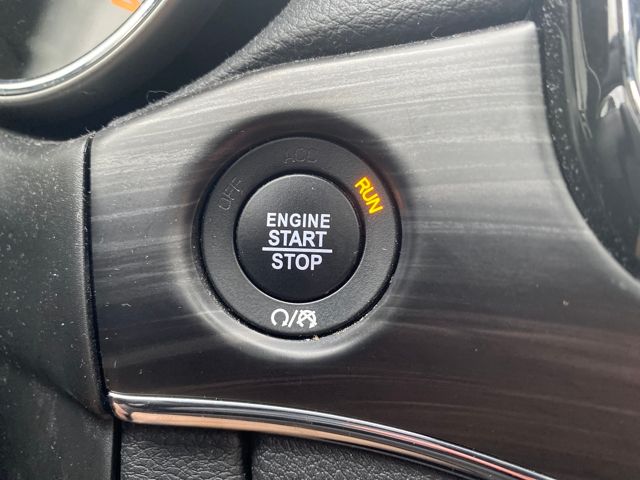 OFF
ACC
RUN
ENGINE
START
STOP